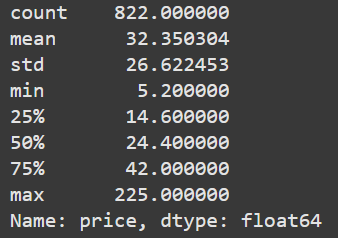 count    822.000000
mean      32.350304
std       26.622453
min        5.200000
25%       14.600000
50%       24.400000
75%       42.000000
max      225.000000
Name: price, dtype: float64